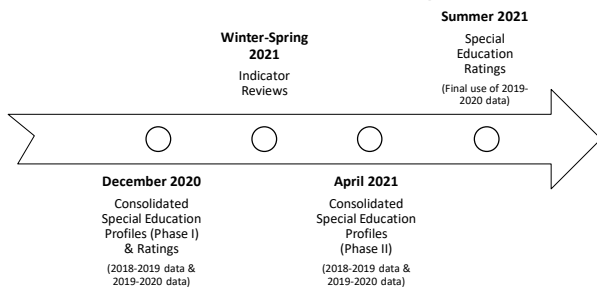 Summer 2021
Special
Education
Ratings
(Final use of 2019-
2020 data)
Winter-Spring
2021
Indicator
Reviews
December 2020
Consolidated
Special Education
Profiles (Phase I)
& Ratings
(2018-2019 data &
2019-2020 data)
April 2021
Consolidated
Special Education
Profiles
(Phase II)
(2018-2019 data &
2019-2020 data)